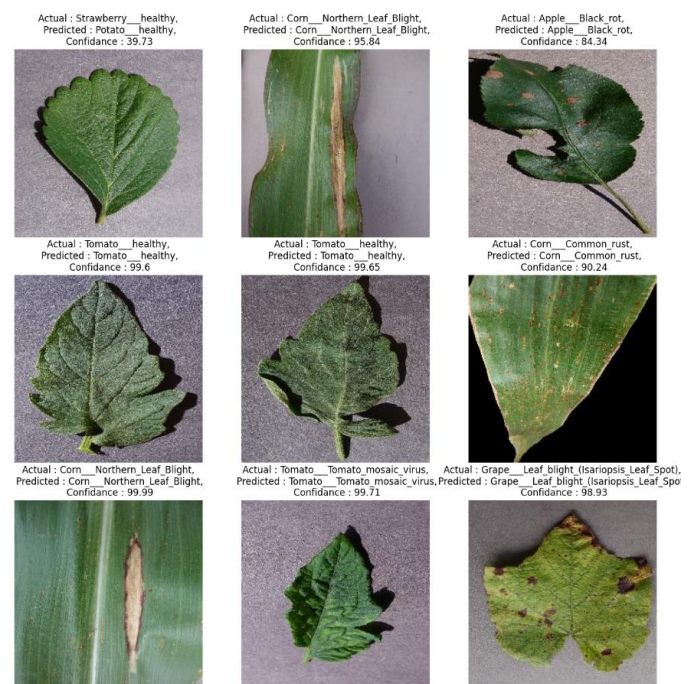 Actual : Strawberry___healthy,
Predicted : Potato___healthy,
Confidance : 39.73
Actual : Corn___Northern_Leaf_Blight,
Predicted : Corn___Northern_Leaf_Blight,
Confidance : 95.84
Actual : Apple___Black_rot,
Predicted : Apple___Black_rot,
Confidance : 84.34
Actual : Tomato___healthy,
Predicted : Tomato___healthy,
Confidance : 99.6
Actual : Tomato___healthy,
Predicted : Tomato___healthy,
Confidance : 99.65
Actual : Corn___Common_rust,
Predicted : Corn___Common_rust,
Confidance : 90.24
Actual : Corn___Northern_Leaf_Blight,
Predicted : Corn___Northern_Leaf_Blight,
Confidance : 99.99
Actual : Tomato___Tomato_mosaic_virus,
Predicted : Tomato___Tomato_mosaic_virus,
Confidance : 99.71
Actual : Grape___Leaf_blight_(Isariopsis_Leaf_Spot),
Predicted : Grape___Leaf_blight_(Isariopsis_Leaf_Spot
Confidance : 98.93